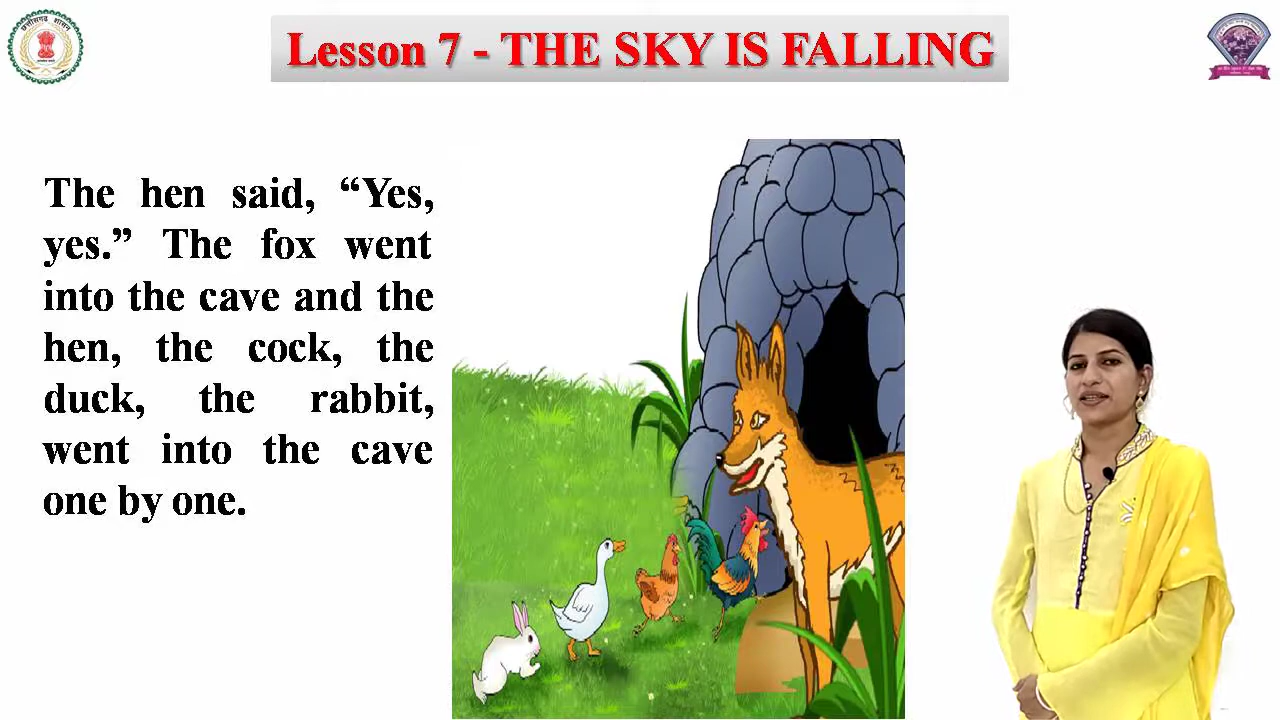 Lesson 7 - THE SKY IS FALLING
The hen said, “Yes,
yes.” The fox went
into the cave and the
hen, the cock, the
duck, the rabbit,
went into the cave
one by one.